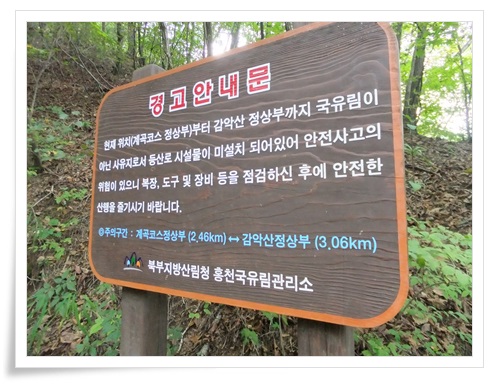 경고안내문
현재 위치(계곡코스 정상부)부터 감악산 정상부까지 국유림이
아닌 사유지로서 등산로 시설물이 미설치 되어있어 안전사고의
위험이 있으니 복장, 도구 및 장비 등을 점검하신 후에 안전한
산행을 즐기시기 바랍니다.
◎주의구간 : 계곡코스정상부 (2,46km) ↔ 감악산정상부 (3,06km)
북부지방산림청 홍천국유림관리소